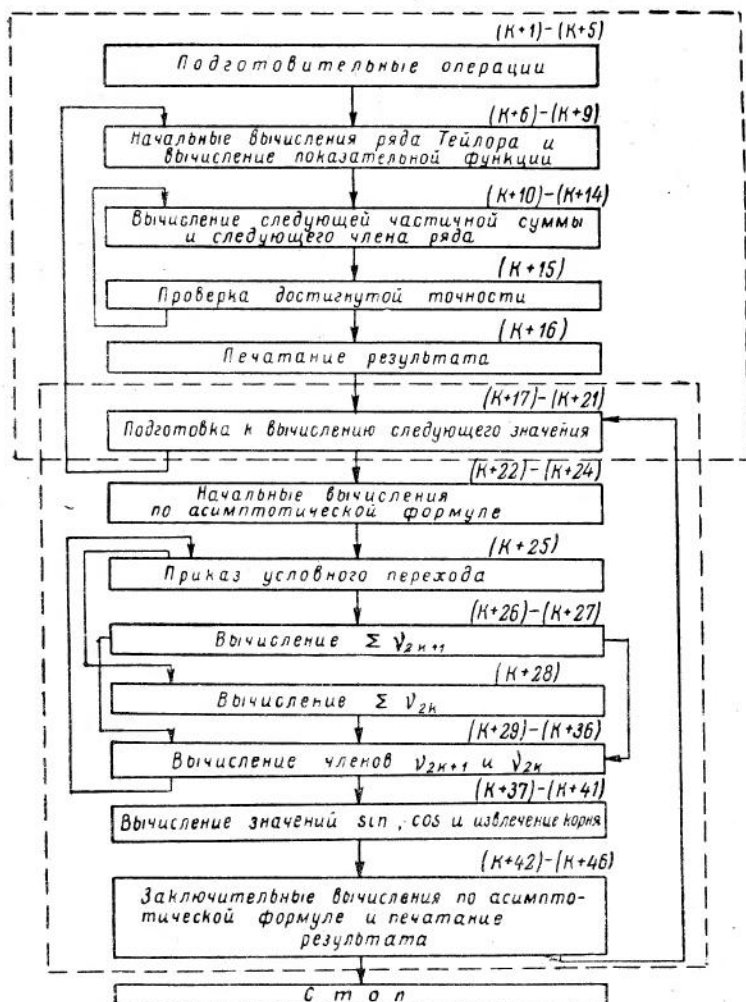 (К+1)-(К+5)
Подготовительные операции
(К+6)-(К+9)
Начальные вычисления ряда Тейлора и
вычисление показательной функции
(К+10)-(К+14)
Вычисление следующей частичной суммы
и следующего члена ряда
(К+15)
Проверка достигнутой точности
(К+16)
Печатание результата
(К+17)-(К+21)
Подготовка к вычислению следующего значения
(К+22)-(К+24)
Начальные вычисления
по асимптотической формуле
(К+25)
Приказ условного перехода
(К+26)-(К+27)
Вычисление Σ ν₂ₖ₊₁
(К+28)
Вычисление Σ ν₂ₖ
(К+29)-(К+36)
Вычисление членов ν₂ₖ₊₁ и ν₂ₖ
(К+37)-(К+41)
Вычисление значений sin, cos и извлечение корня
(К+42)-(К+46)
Заключительные вычисления по асимпто-
тической формуле и печатание
результата
Стоп